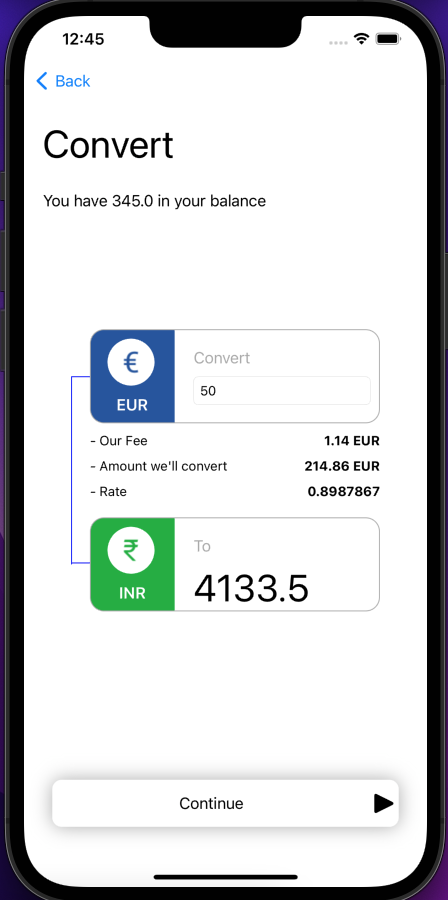 12:45
Back
Convert
You have 345.0 in your balance
€
EUR
Convert
50
- Our Fee 1.14 EUR
- Amount we'll convert 214.86 EUR
- Rate 0.8987867
₹
INR
To
4133.5
Continue